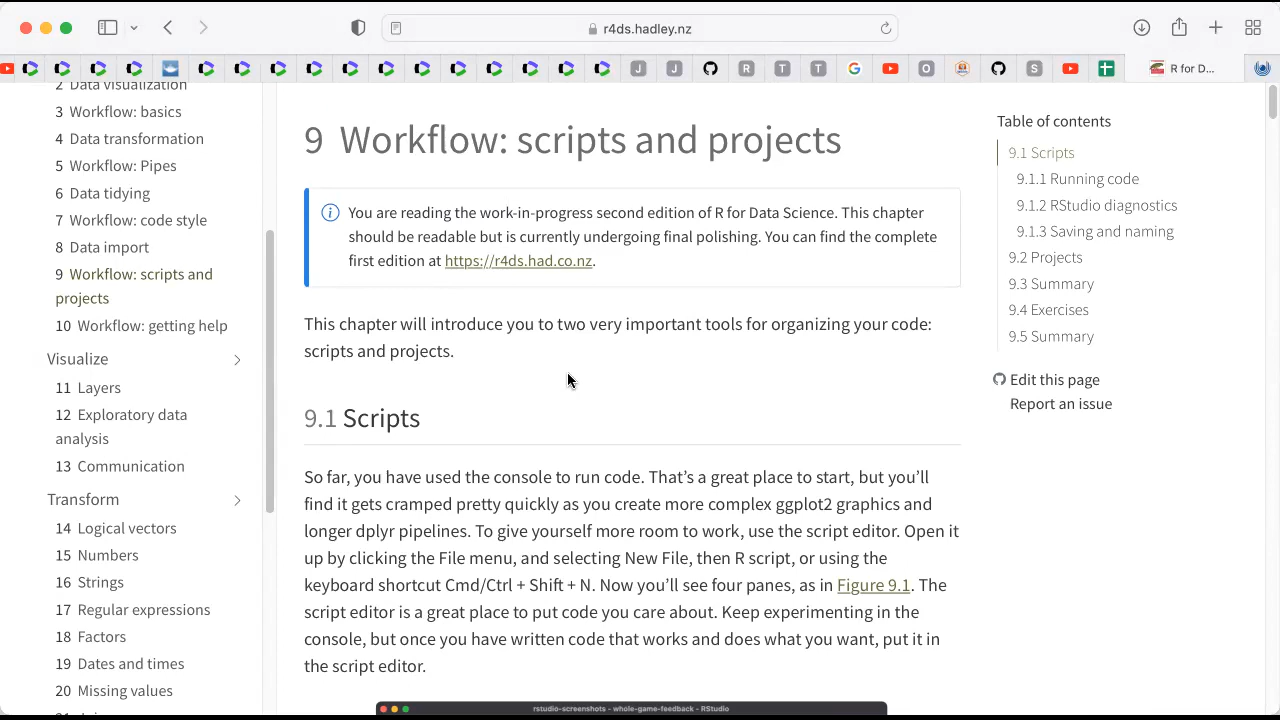 r4ds.hadley.nz
J
J
R
T
T
O
S
R for D...
2 Data visualization
3 Workflow: basics
4 Data transformation
5 Workflow: Pipes
6 Data tidying
7 Workflow: code style
8 Data import
9 Workflow: scripts and
projects
10 Workflow: getting help
Visualize
11 Layers
12 Exploratory data
analysis
13 Communication
Transform
14 Logical vectors
15 Numbers
16 Strings
17 Regular expressions
18 Factors
19 Dates and times
20 Missing values
9 Workflow: scripts and projects
You are reading the work-in-progress second edition of R for Data Science. This chapter
should be readable but is currently undergoing final polishing. You can find the complete
first edition at https://r4ds.had.co.nz.
This chapter will introduce you to two very important tools for organizing your code:
scripts and projects.
9.1 Scripts
So far, you have used the console to run code. That’s a great place to start, but you’ll
find it gets cramped pretty quickly as you create more complex ggplot2 graphics and
longer dplyr pipelines. To give yourself more room to work, use the script editor. Open it
up by clicking the File menu, and selecting New File, then R script, or using the
keyboard shortcut Cmd/Ctrl + Shift + N. Now you’ll see four panes, as in Figure 9.1. The
script editor is a great place to put code you care about. Keep experimenting in the
console, but once you have written code that works and does what you want, put it in
the script editor.
rstudio-screenshots - whole-game-feedback - RStudio
Table of contents
9.1 Scripts
9.1.1 Running code
9.1.2 RStudio diagnostics
9.1.3 Saving and naming
9.2 Projects
9.3 Summary
9.4 Exercises
9.5 Summary
Edit this page
Report an issue